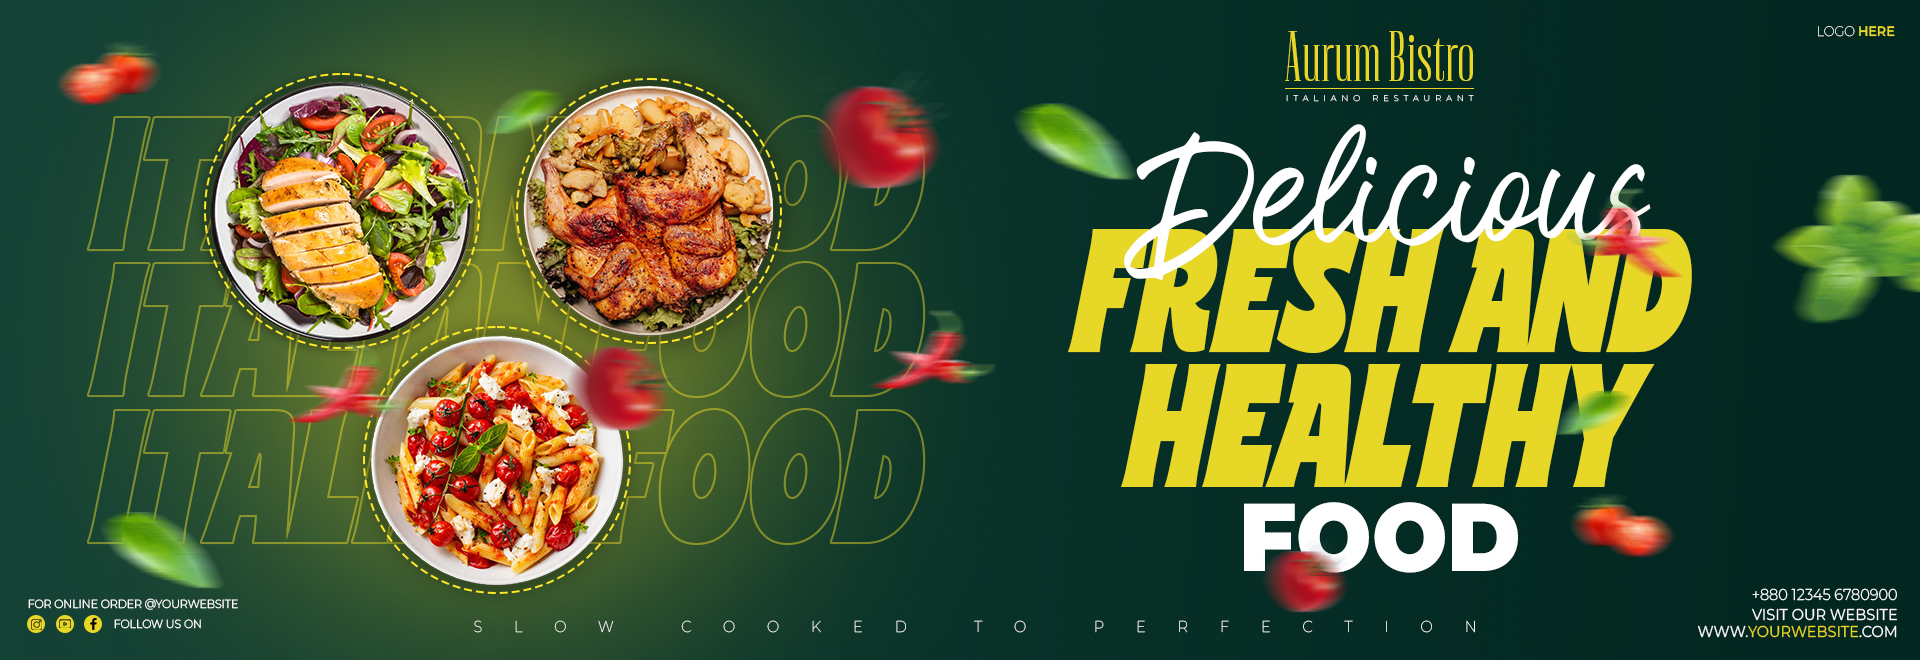 LOGO HERE
Aurum Bistro
ITALIANO RESTAURANT
ITALIAN FOOD
ITALIAN FOOD
ITALIAN FOOD
Delicious
FRESH AND
HEALTHY
FOOD
FOR ONLINE ORDER @YOURWEBSITE
FOLLOW US ON
SLOW COOKED TO PERFECTION
+880 12345 6780900
VISIT OUR WEBSITE
WWW.YOURWEBSITE.COM